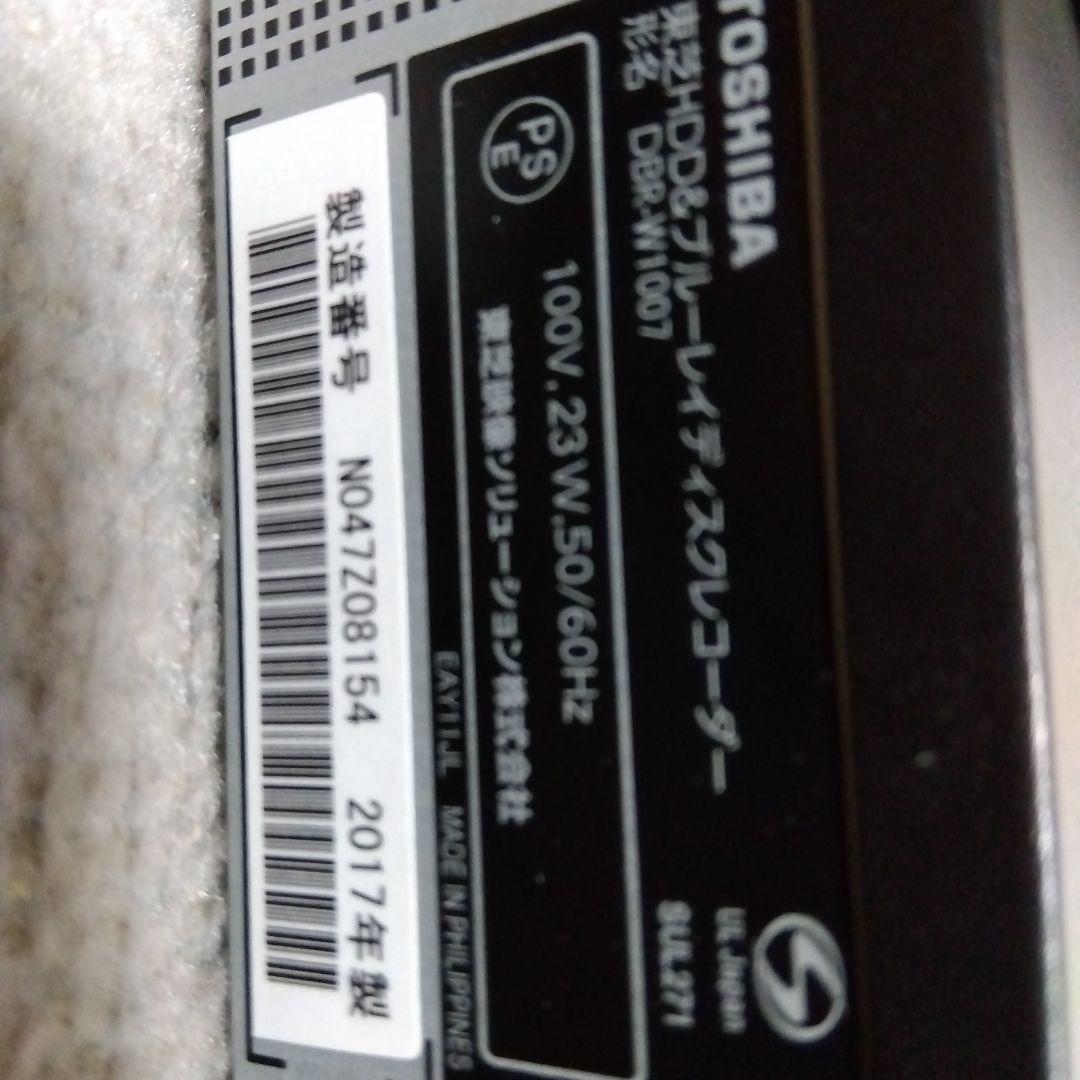 TOSHIBA
東芝HDD&ブルーレイディスクレコーダー
形名 DBR-W1007
UL Japan
SUL271
PS
E
100V.23W.50/60Hz
東芝映像ソリューション株式会社
EAY11JL MADE IN PHILIPPINES
製造番号 N047Z08154 2017年製